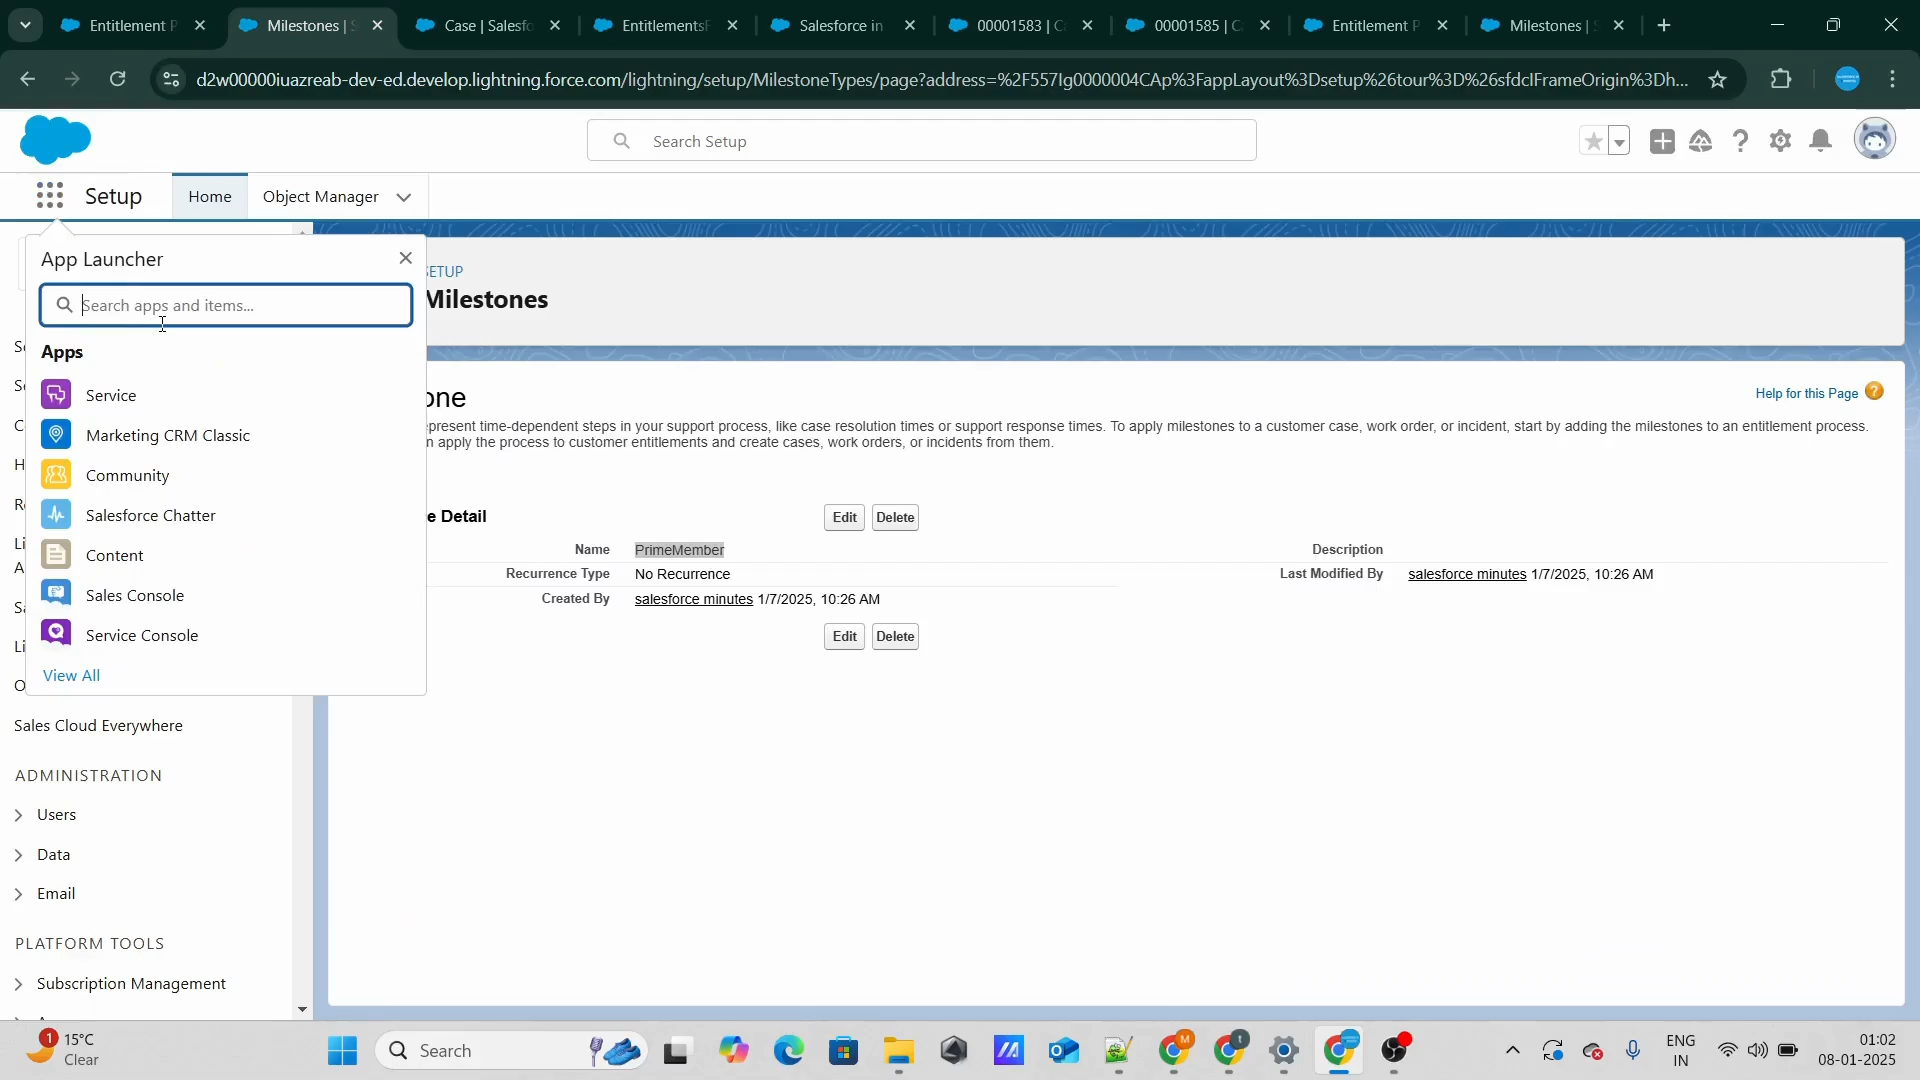 Entitlement P
Milestones | S
Case | Salesfo
EntitlementsP
Salesforce in
00001583 | C
00001585 | C
Entitlement P
Milestones | S
d2w00000iuazreab-dev-ed.develop.lightning.force.com/lightning/setup/MilestoneTypes/page?address=%2F557Ig0000004CAp%3FappLayout%3Dsetup%26tour%3D%26sfdcIFrameOrigin%3Dh...
Search Setup
Setup
Home
Object Manager
App Launcher
Search apps and items...
Apps
Service
Marketing CRM Classic
Community
Salesforce Chatter
Content
Sales Console
Service Console
View All
Sales Cloud Everywhere
ADMINISTRATION
Users
Data
Email
PLATFORM TOOLS
Subscription Management
SETUP
Milestones
one
Help for this Page
epresent time-dependent steps in your support process, like case resolution times or support response times. To apply milestones to a customer case, work order, or incident, start by adding the milestones to an entitlement process.
n apply the process to customer entitlements and create cases, work orders, or incidents from them.
e Detail
Edit Delete
Name PrimeMember
Description
Recurrence Type No Recurrence
Last Modified By salesforce minutes 1/7/2025, 10:26 AM
Created By salesforce minutes 1/7/2025, 10:26 AM
Edit Delete
1
15°C
Clear
Search
ENG
IN
01:02
08-01-2025